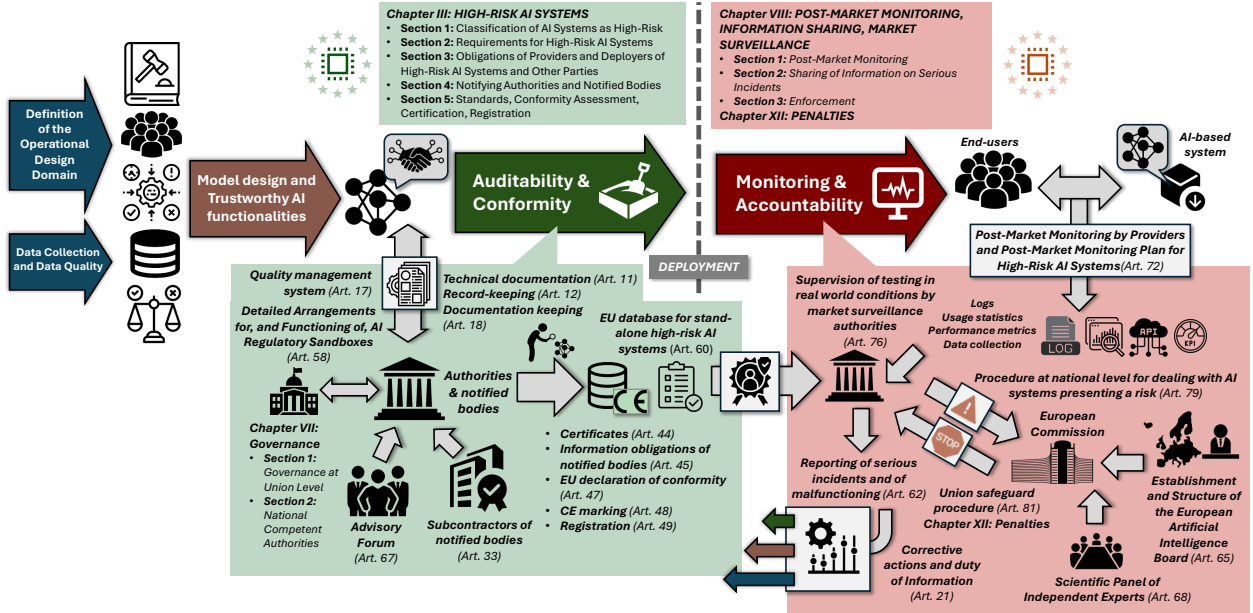 Chapter III: HIGH-RISK AI SYSTEMS
• Section 1: Classification of AI Systems as High-Risk
• Section 2: Requirements for High-Risk AI Systems
• Section 3: Obligations of Providers and Deployers of
High-Risk AI Systems and Other Parties
• Section 4: Notifying Authorities and Notified Bodies
• Section 5: Standards, Conformity Assessment,
Certification, Registration
Chapter VIII: POST-MARKET MONITORING,
INFORMATION SHARING, MARKET
SURVEILLANCE
• Section 1: Post-Market Monitoring
• Section 2: Sharing of Information on Serious
Incidents
• Section 3: Enforcement
Chapter XII: PENALTIES
Definition
of the
Operational
Design
Domain
Data Collection
and Data Quality
Model design and
Trustworthy AI
functionalities
Auditability &
Conformity
Monitoring &
Accountability
End-users
AI-based
system
DEPLOYMENT
Post-Market Monitoring by Providers
and Post-Market Monitoring Plan for
High-Risk AI Systems(Art. 72)
Quality management
system (Art. 17)
Technical documentation (Art. 11)
Record-keeping (Art. 12)
Documentation keeping
(Art. 18)
Detailed Arrangements
for, and Functioning of, AI
Regulatory Sandboxes
(Art. 58)
EU database for stand-
alone high-risk AI
systems (Art. 60)
Authorities
& notified
bodies
CE
Chapter VII:
Governance
• Section 1:
Governance at
Union Level
• Section 2:
National
Competent
Authorities
Advisory
Forum
(Art. 67)
Subcontractors of
notified bodies
(Art. 33)
• Certificates (Art. 44)
• Information obligations of
notified bodies (Art. 45)
• EU declaration of conformity
(Art. 47)
• CE marking (Art. 48)
• Registration (Art. 49)
Supervision of testing in
real world conditions by
market surveillance
authorities
(Art. 76)
Logs
Usage statistics
Performance metrics
Data collection
LOG
API
KPI
Procedure at national level for dealing with AI
systems presenting a risk (Art. 79)
STOP
European
Commission
Reporting of serious
incidents and of
malfunctioning (Art. 62)
Union safeguard
procedure (Art. 81)
Chapter XII: Penalties
Establishment
and Structure of
the European
Artificial
Intelligence
Board (Art. 65)
Corrective
actions and duty
of Information
(Art. 21)
Scientific Panel of
Independent Experts (Art. 68)